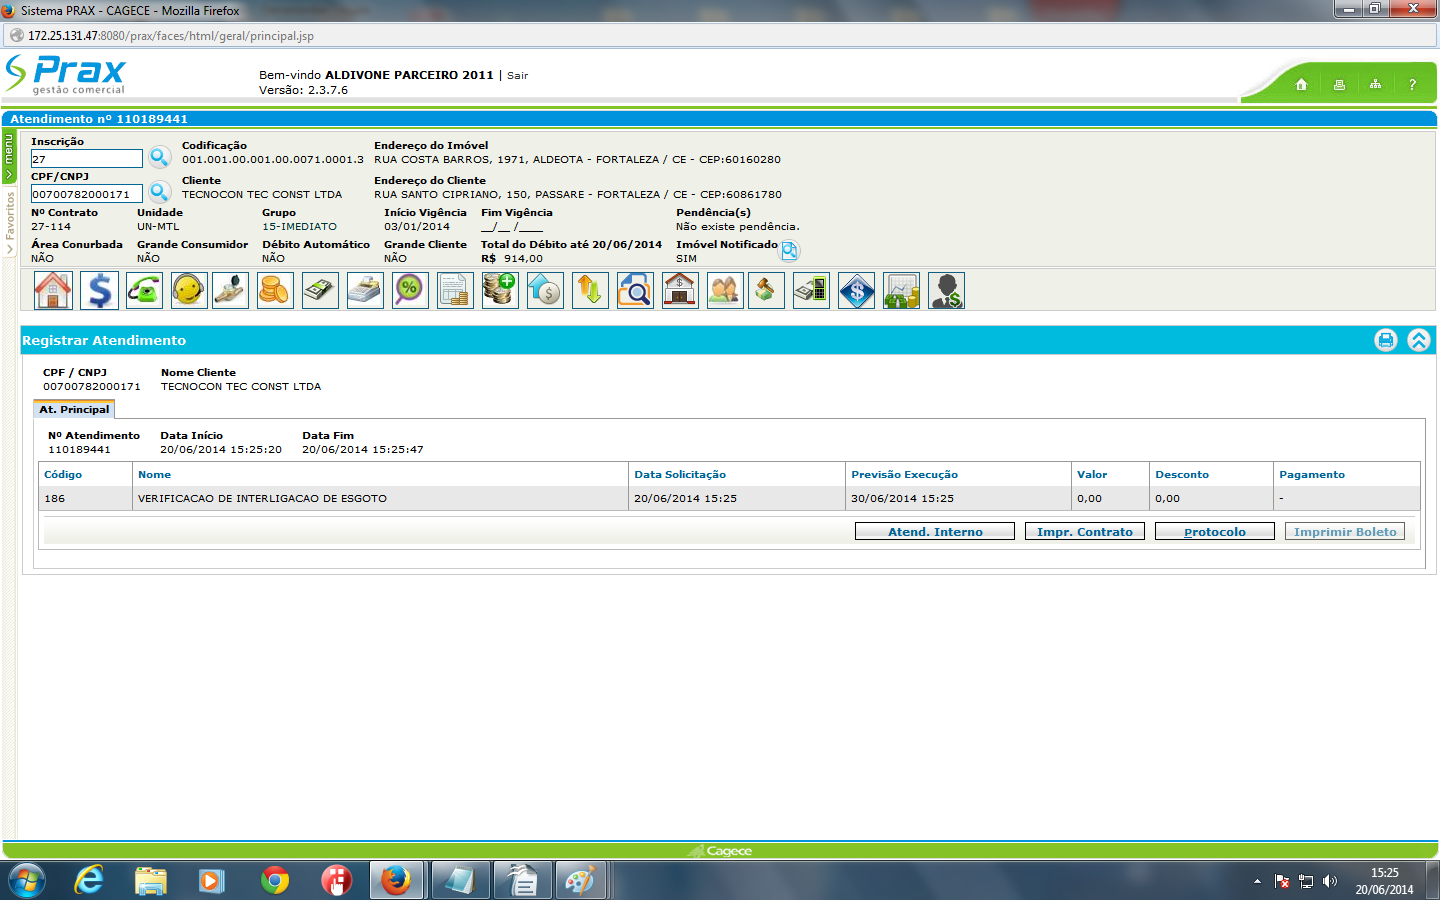 Sistema PRAX - CAGECE - Mozilla Firefox
172.25.131.47:8080/prax/faces/html/geral/principal.jsp
Prax
gestão comercial
Bem-vindo ALDIVONE PARCEIRO 2011 | Sair
Versão: 2.3.7.6
?
Atendimento nº 110189441
menu
Favoritos
Inscrição Codificação Endereço do Imóvel
27 001.001.00.001.00.0071.0001.3 RUA COSTA BARROS, 1971, ALDEOTA - FORTALEZA / CE - CEP:60160280
CPF/CNPJ Cliente Endereço do Cliente
00700782000171 TECNOCON TEC CONST LTDA RUA SANTO CIPRIANO, 150, PASSARE - FORTALEZA / CE - CEP:60861780
Nº Contrato Unidade Grupo Início Vigência Fim Vigência Pendência(s)
27-114 UN-MTL 15-IMEDIATO 03/01/2014 __/__ /____ Não existe pendência.
Área Conurbada Grande Consumidor Débito Automático Grande Cliente Total do Débito até 20/06/2014 Imóvel Notificado
NÃO NÃO NÃO NÃO R$ 914,00 SIM
Registrar Atendimento
CPF / CNPJ Nome Cliente
00700782000171 TECNOCON TEC CONST LTDA
At. Principal
Nº Atendimento Data Início Data Fim
110189441 20/06/2014 15:25:20 20/06/2014 15:25:47
Código Nome Data Solicitação Previsão Execução Valor Desconto Pagamento
186 VERIFICACAO DE INTERLIGACAO DE ESGOTO 20/06/2014 15:25 30/06/2014 15:25 0,00 0,00 -
Atend. Interno Impr. Contrato Protocolo Imprimir Boleto
Cagece
15:25
20/06/2014